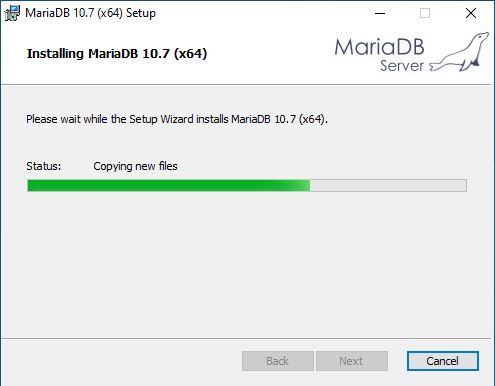 MariaDB 10.7 (x64) Setup
Installing MariaDB 10.7 (x64)
MariaDB
Server
Please wait while the Setup Wizard installs MariaDB 10.7 (x64).
Status: Copying new files
Back Next Cancel